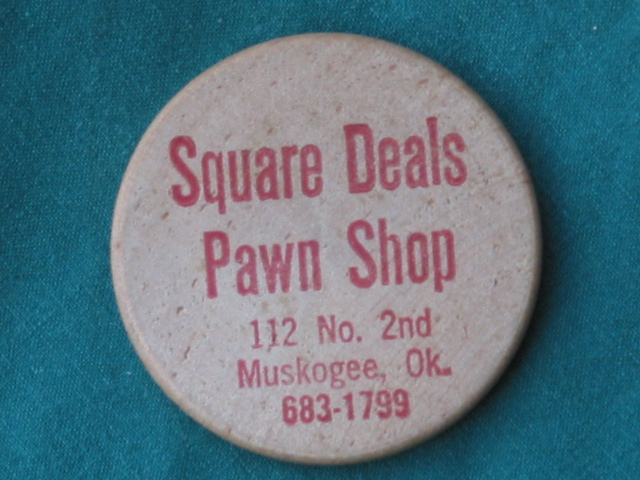 Square Deals
Pawn Shop
112 No. 2nd
Muskogee, Ok.
683-1799